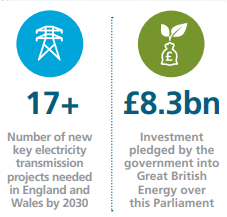 17+
Number of new
key electricity
transmission
projects needed
in England and
Wales by 2030
£
£8.3bn
Investment
pledged by the
government into
Great British
Energy over
this Parliament